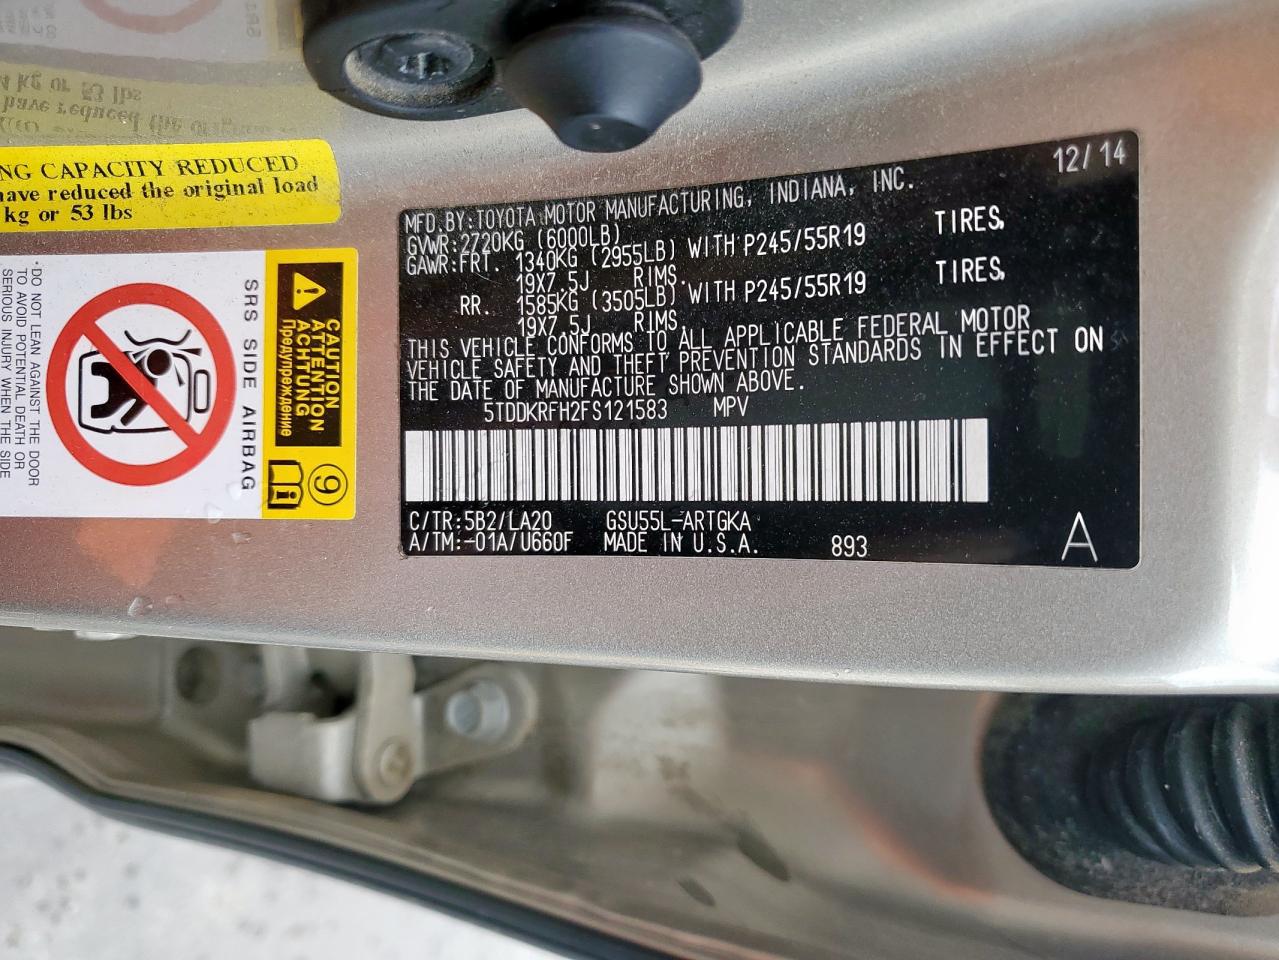 NG CAPACITY REDUCED
have reduced the original load
kg or 53 lbs
CAUTION
ATTENTION
ACHTUNG
Предупреждение
SRS SIDE AIRBAG
• DO NOT LEAN AGAINST THE DOOR
TO AVOID POTENTIAL DEATH OR
SERIOUS INJURY WHEN THE SIDE
12/14
MFD.BY:TOYOTA MOTOR MANUFACTURING, INDIANA, INC.
GVWR:2720KG (6000LB)
GAWR:FRT. 1340KG (2955LB) WITH P245/55R19 TIRES,
19X7.5J RIMS.
RR. 1585KG (3505LB) WITH P245/55R19 TIRES,
19X7.5J RIMS.
THIS VEHICLE CONFORMS TO ALL APPLICABLE FEDERAL MOTOR
VEHICLE SAFETY AND THEFT PREVENTION STANDARDS IN EFFECT ON
THE DATE OF MANUFACTURE SHOWN ABOVE.
5TDDKRFH2FS121583 MPV
C/TR:5B2/LA20 GSU55L-ARTGKA
A/TM:-01A/U660F MADE IN U.S.A. 893 A